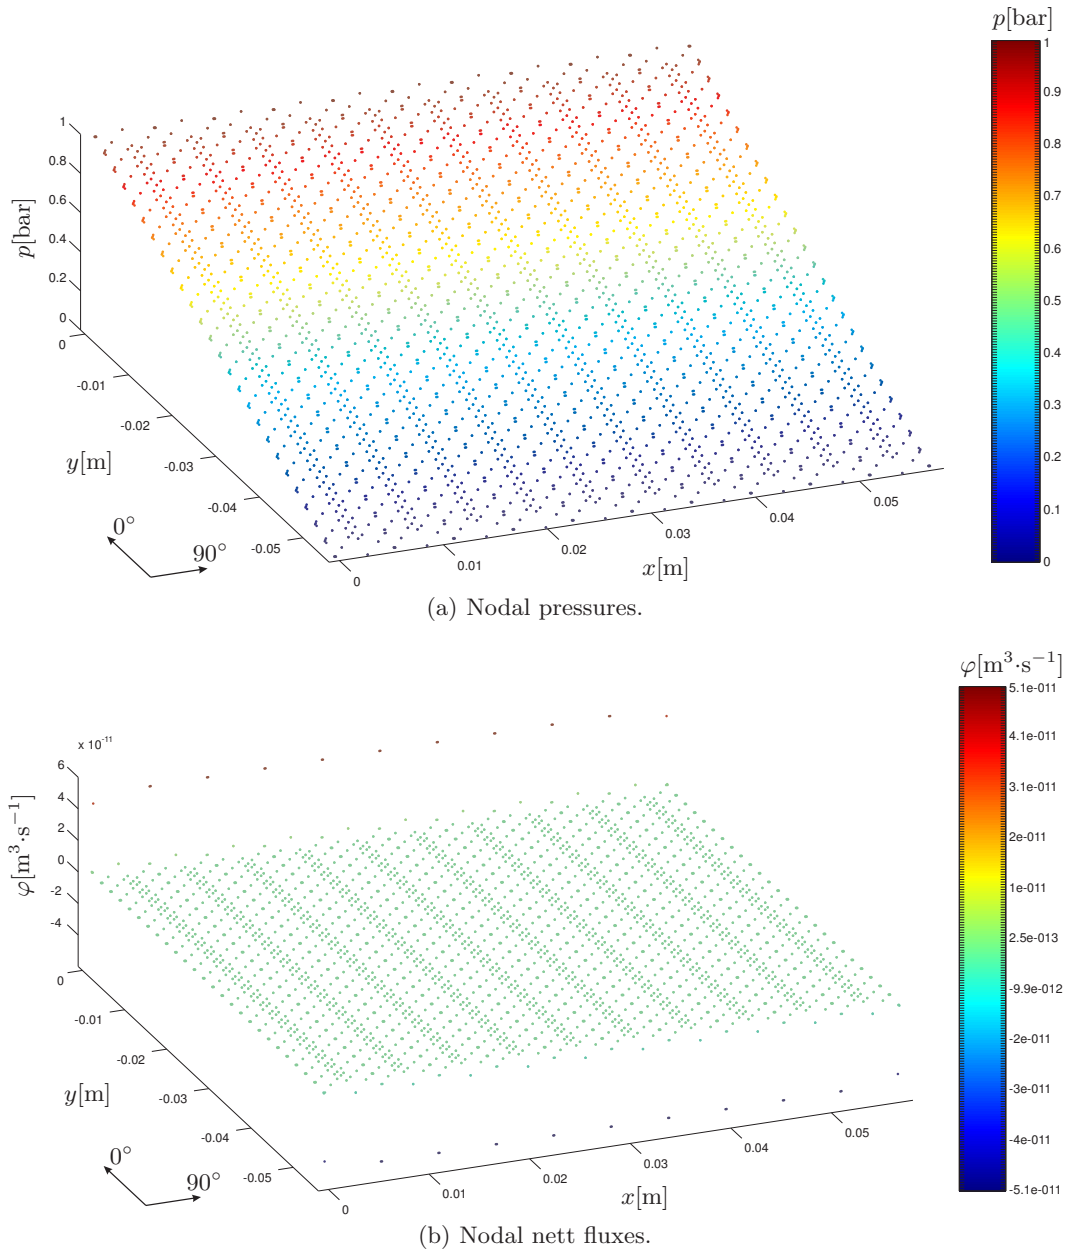 p[bar]
1
0.9
0.8
0.7
0.6
0.5
0.4
0.3
0.2
0.1
0
1
0.8
0.6
0.4
0.2
0
p[bar]
0
-0.01
-0.02
-0.03
-0.04
-0.05
y[m]
0
0.01
0.02
0.03
0.04
0.05
x[m]
0°
90°
(a) Nodal pressures.
φ[m³·s⁻¹]
5.1e-011
4.1e-011
3.1e-011
2e-011
1e-011
2.5e-013
-9.9e-012
-2e-011
-3e-011
-4e-011
-5.1e-011
x 10⁻¹¹
6
4
2
0
-2
-4
φ[m³·s⁻¹]
0
-0.01
-0.02
-0.03
-0.04
-0.05
y[m]
0
0.01
0.02
0.03
0.04
0.05
x[m]
0°
90°
(b) Nodal nett fluxes.